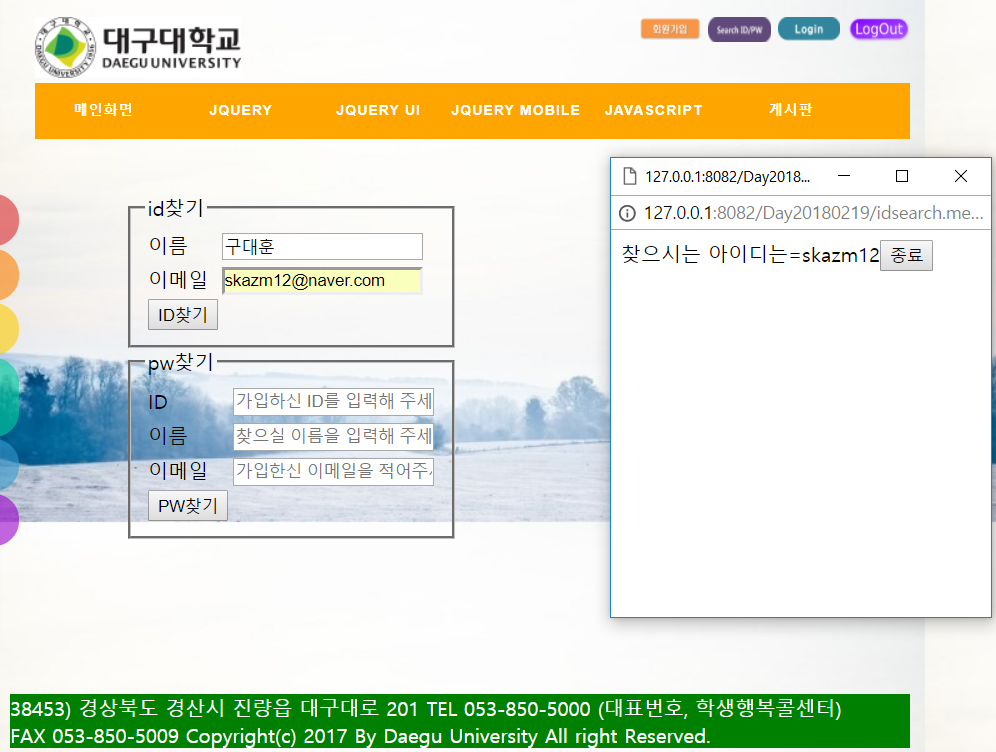 대구대학교
DAEGU UNIVERSITY
회원가입 Search ID/PW Login LogOut
메인화면 JQUERY JQUERY UI JQUERY MOBILE JAVASCRIPT 게시판
id찾기
이름 구대훈
이메일 skazm12@naver.com
ID찾기
pw찾기
ID 가입하신 ID를 입력해 주세
이름 찾으실 이름을 입력해 주세
이메일 가입한신 이메일을 적어주
PW찾기
127.0.0.1:8082/Day2018...
127.0.0.1:8082/Day20180219/idsearch.me...
찾으시는 아이디는=skazm12 종료
38453) 경상북도 경산시 진량읍 대구대로 201 TEL 053-850-5000 (대표번호, 학생행복콜센터)
FAX 053-850-5009 Copyright(c) 2017 By Daegu University All right Reserved.